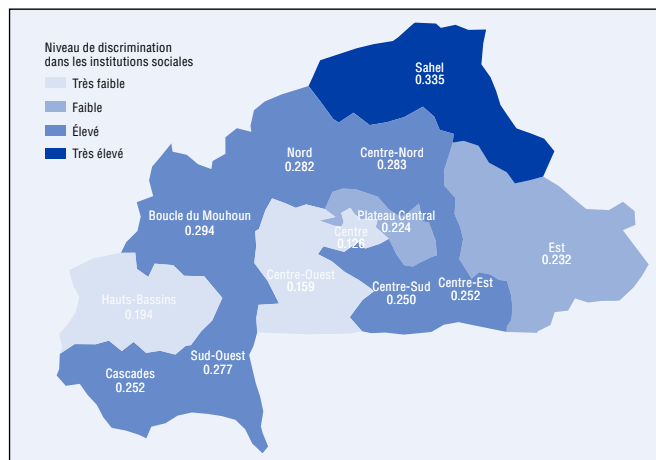 Niveau de discrimination
dans les institutions sociales
Très faible
Faible
Élevé
Très élevé
Sahel
0.335
Nord
0.282
Centre-Nord
0.283
Boucle du Mouhoun
0.294
Plateau Central
0.224
Centre
0.126
Est
0.232
Centre-Ouest
0.159
Centre-Sud
0.250
Centre-Est
0.252
Hauts-Bassins
0.194
Sud-Ouest
0.277
Cascades
0.252